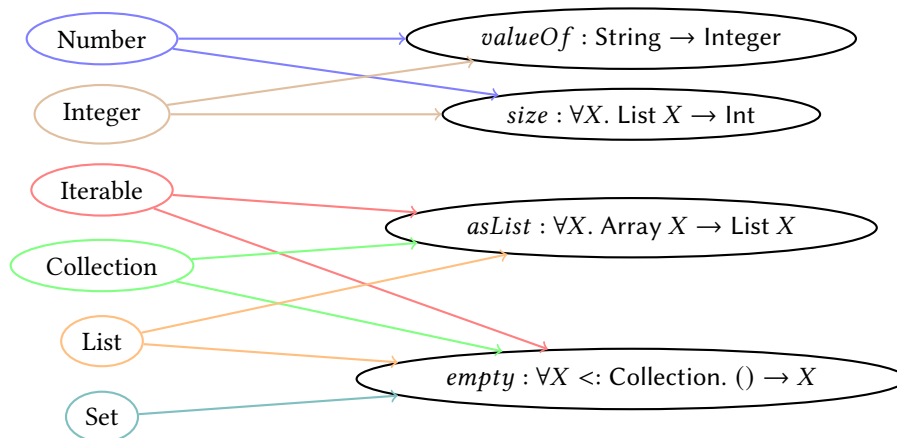 Number
valueOf : String → Integer
Integer
size : ∀X. List X → Int
Iterable
asList : ∀X. Array X → List X
Collection
List
empty : ∀X <: Collection. () → X
Set